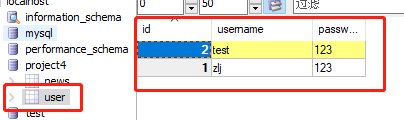 localhost
information_schema
mysql
performance_schema
project4
news
user
test
0 50 过滤
id username passw...
2 test 123
1 zlj 123